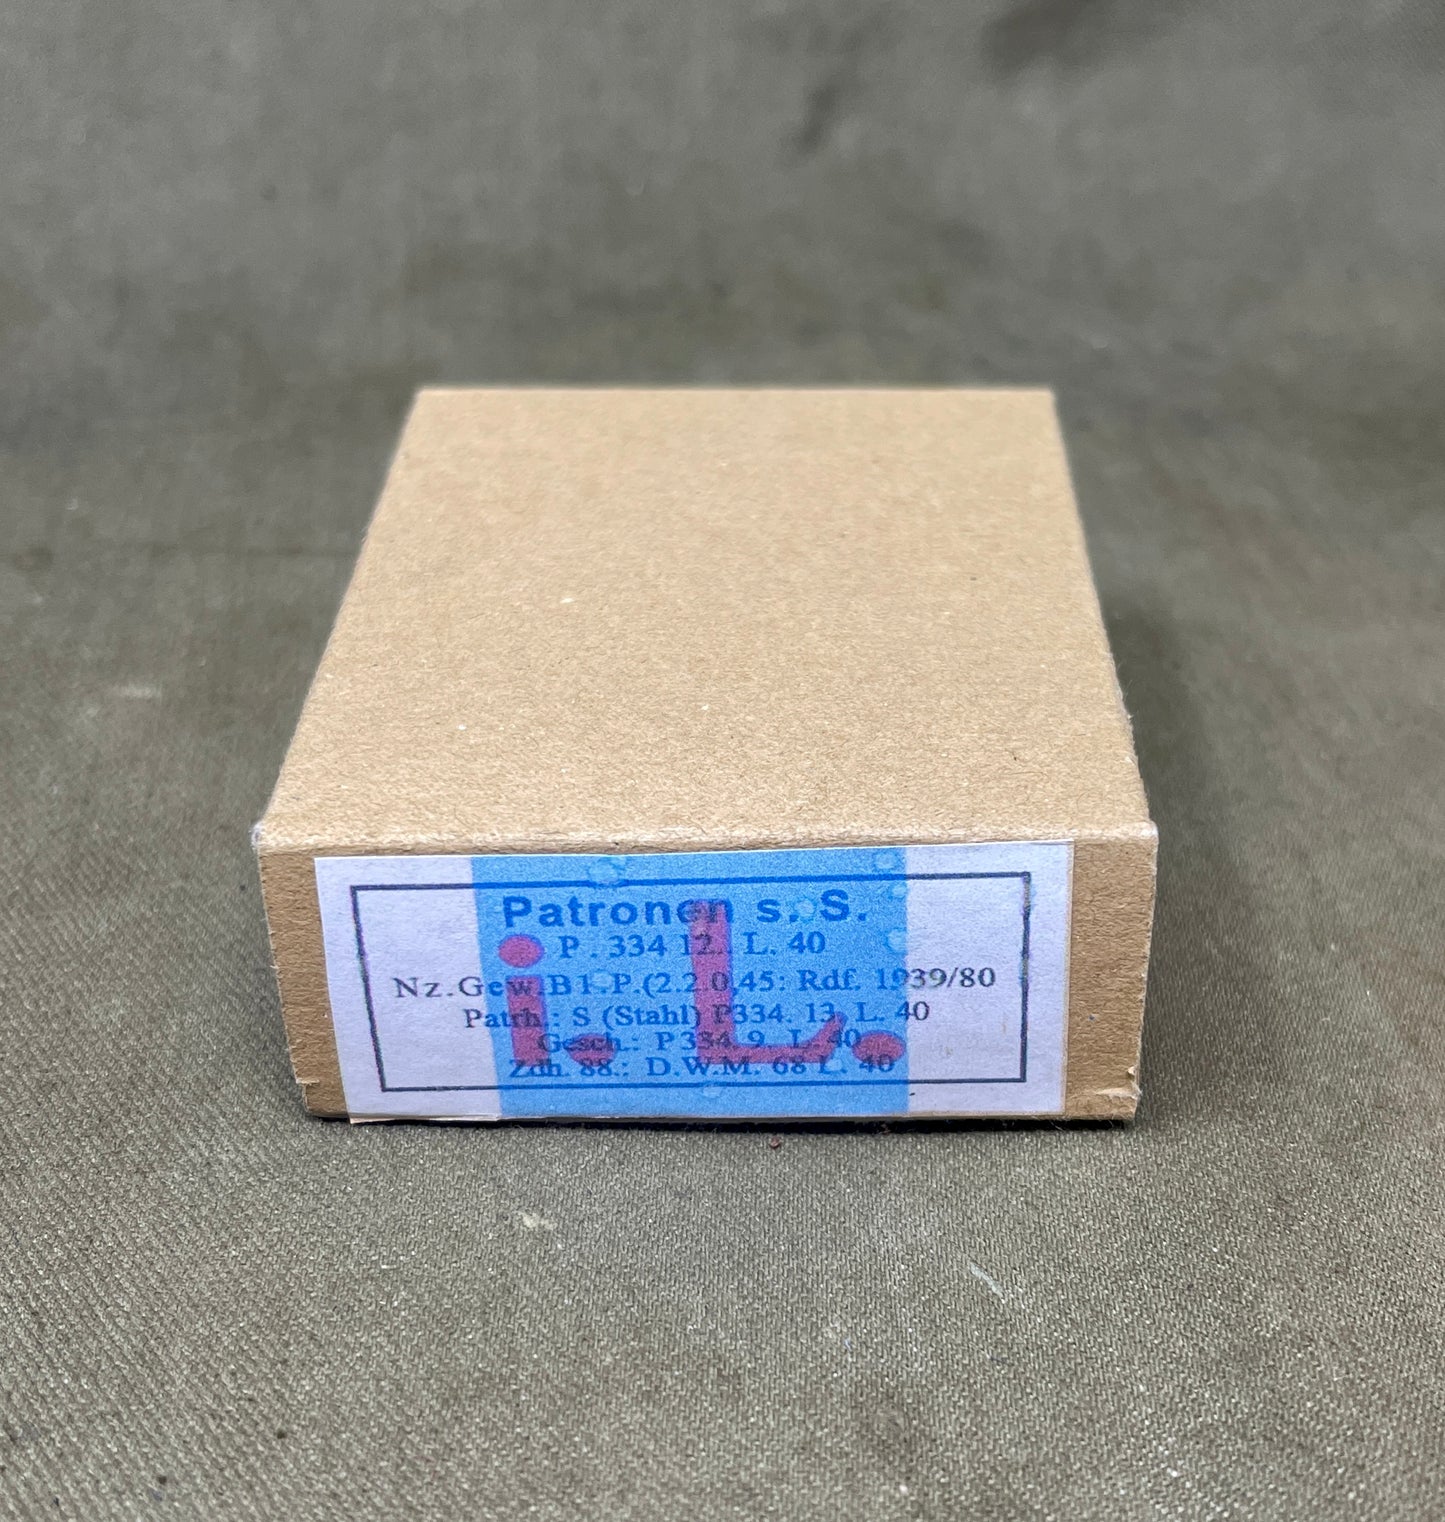 Patronen s. S.
P. 334 12. L. 40
Nz.Gew.B1.P.(2.2.0,45: Rdf. 1939/80
Patrh.: S (Stahl) P334. 13. L. 40
Gesch.: P 334. 9. L. 40
Zdh. 88.: D.W.M. 68 L. 40
i. L.